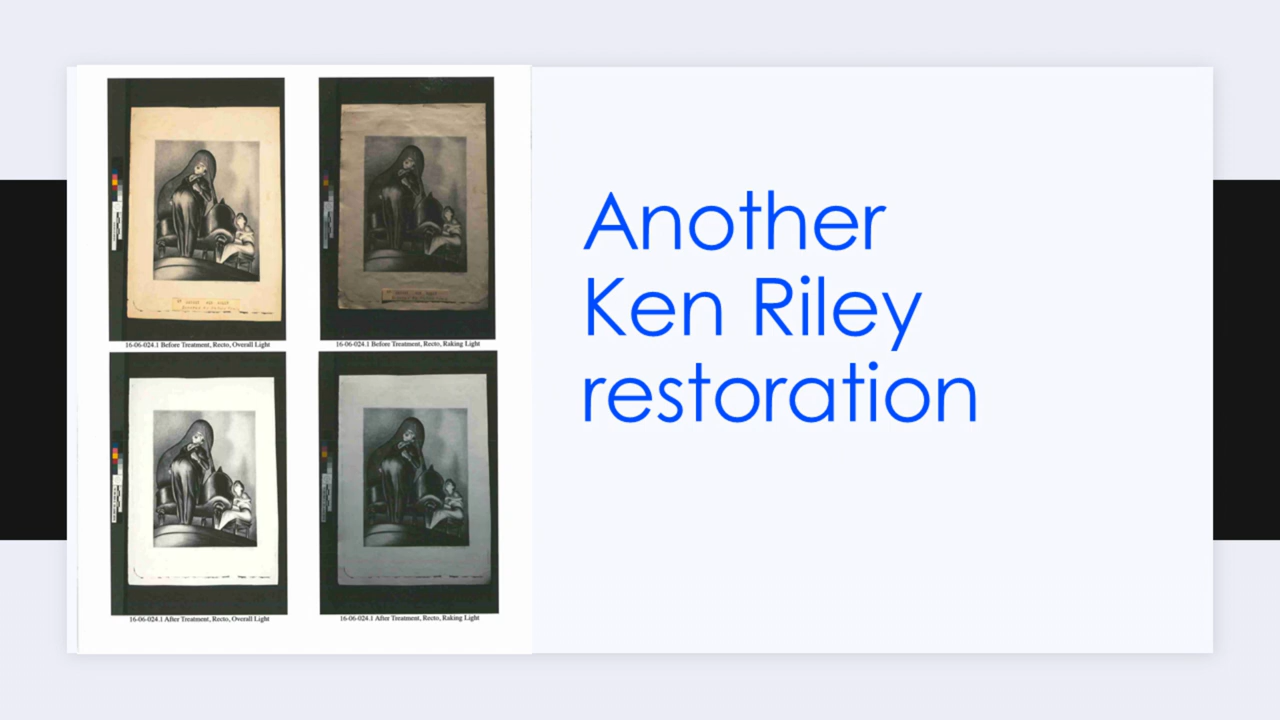 16-06-024.1 Before Treatment, Recto, Overall Light
16-06-024.1 Before Treatment, Recto, Raking Light
16-06-024.1 After Treatment, Recto, Overall Light
16-06-024.1 After Treatment, Recto, Raking Light
Another
Ken Riley
restoration